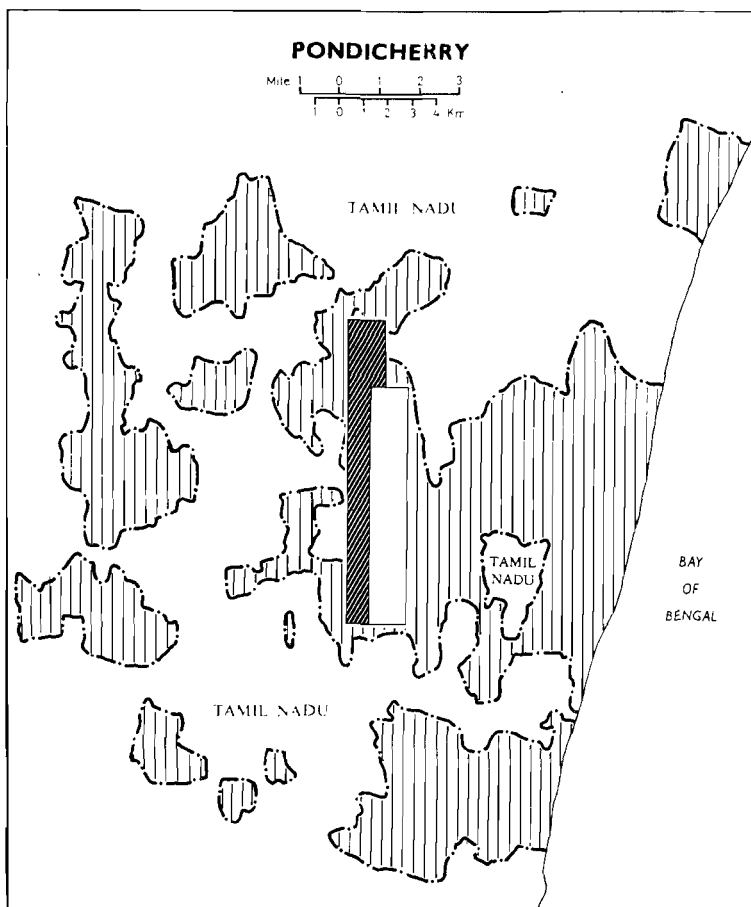 PONDICHERRY
Mile 1 0 1 2 3
1 0 1 2 3 4 Km
TAMIL NADU
TAMIL
NADU
BAY
OF
BENGAL
TAMIL NADU